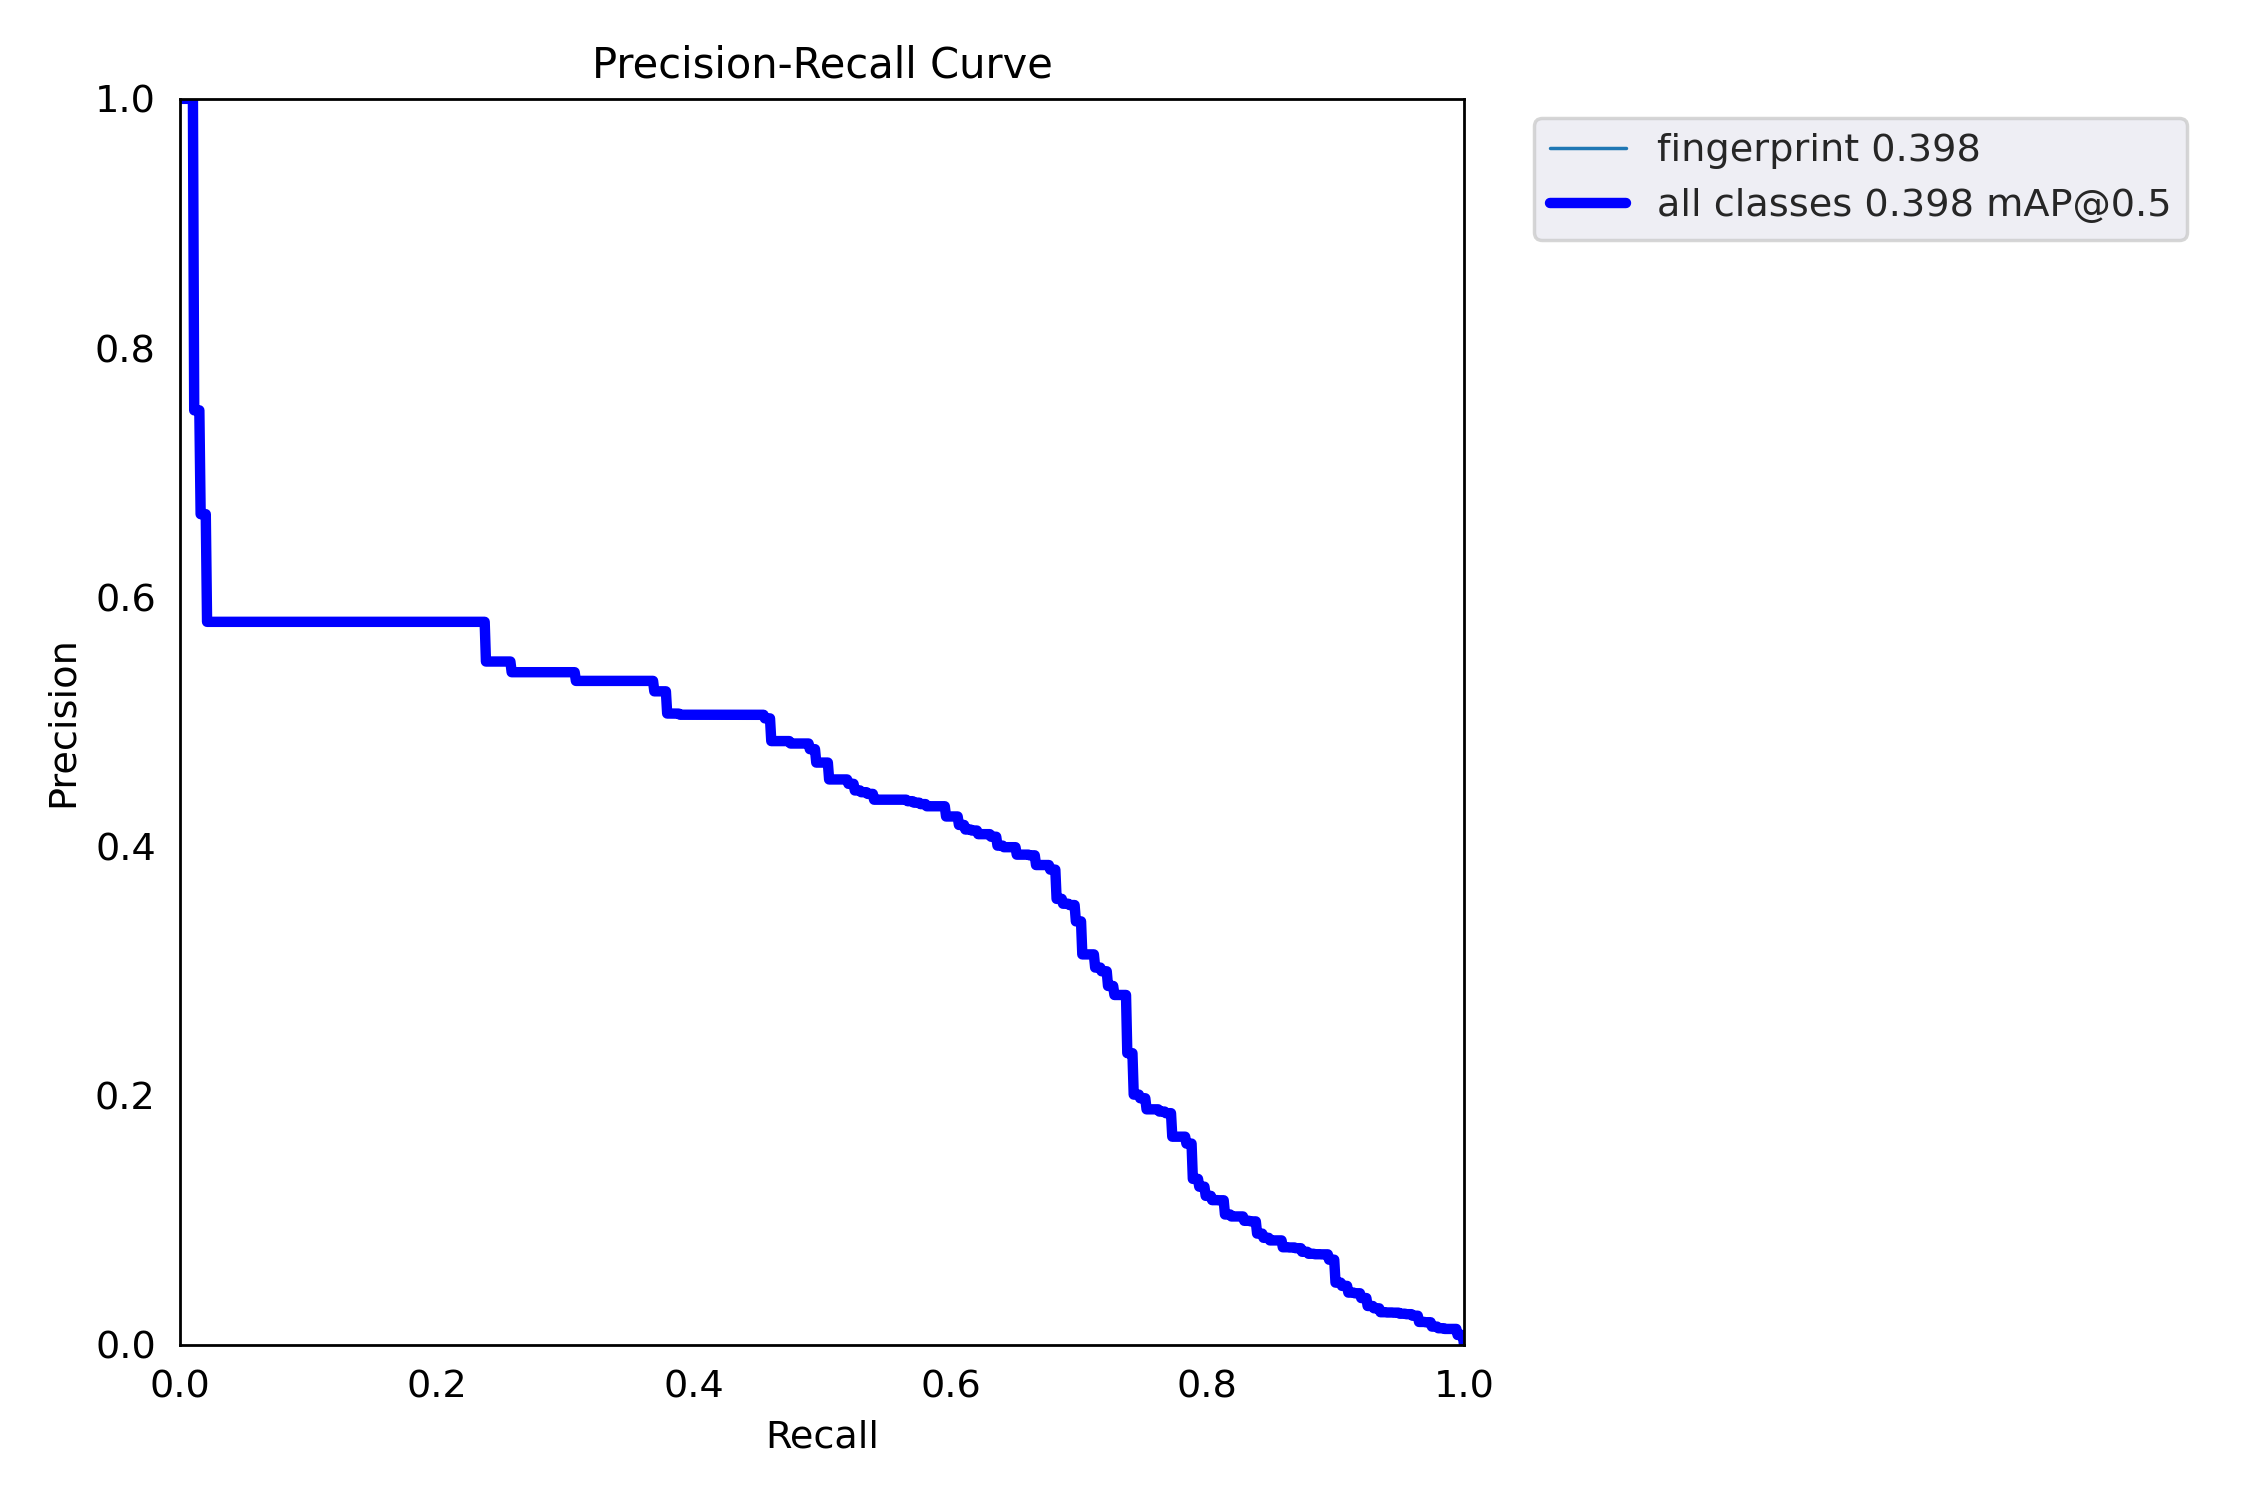 Precision-Recall Curve
1.0
0.8
0.6
0.4
0.2
0.0
Precision
0.0 0.2 0.4 0.6 0.8 1.0
Recall
fingerprint 0.398
all classes 0.398 mAP@0.5